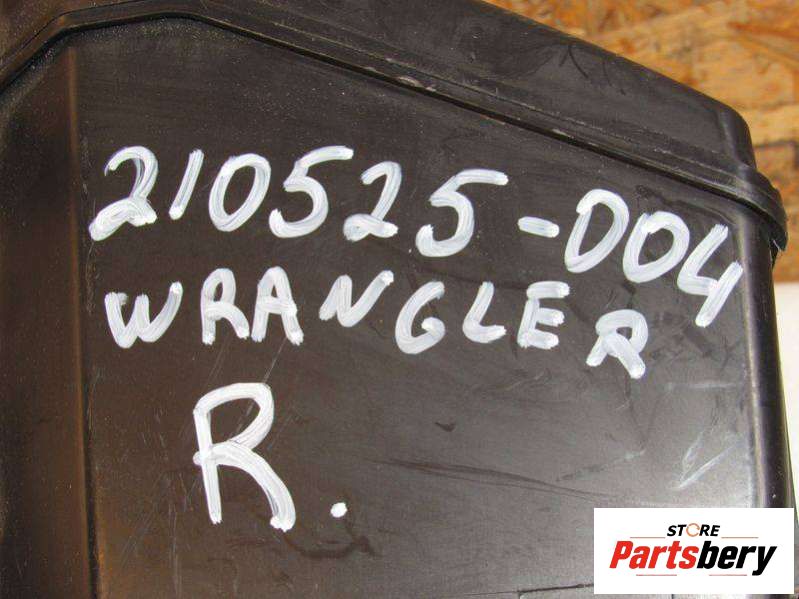 210525-004
WRANGLER
R.
STORE
Partsbery